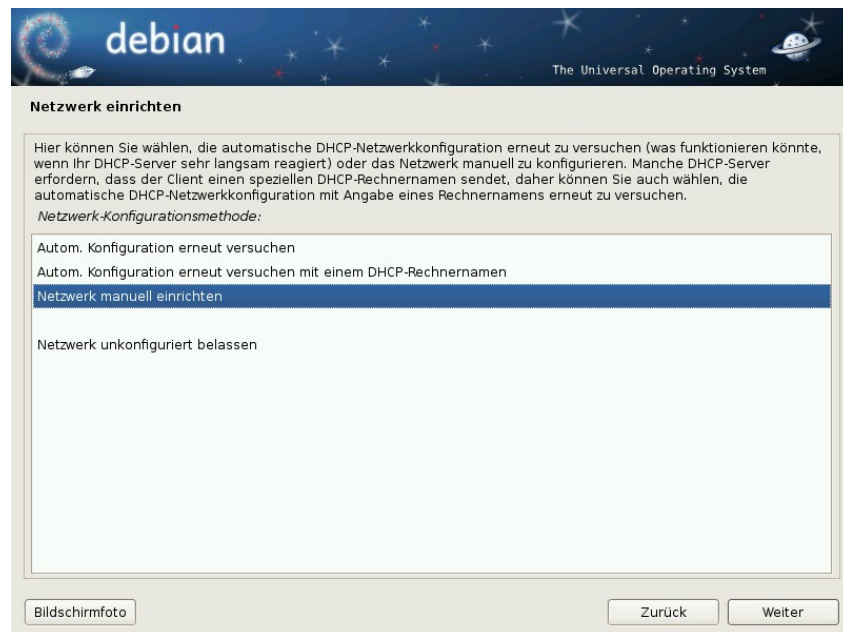 debian
The Universal Operating System
Netzwerk einrichten
Hier können Sie wählen, die automatische DHCP-Netzwerkkonfiguration erneut zu versuchen (was funktionieren könnte,
wenn Ihr DHCP-Server sehr langsam reagiert) oder das Netzwerk manuell zu konfigurieren. Manche DHCP-Server
erfordern, dass der Client einen speziellen DHCP-Rechnernamen sendet, daher können Sie auch wählen, die
automatische DHCP-Netzwerkkonfiguration mit Angabe eines Rechnernamens erneut zu versuchen.
Netzwerk-Konfigurationsmethode:
Autom. Konfiguration erneut versuchen
Autom. Konfiguration erneut versuchen mit einem DHCP-Rechnernamen
Netzwerk manuell einrichten
Netzwerk unkonfiguriert belassen
Bildschirmfoto
Zurück
Weiter